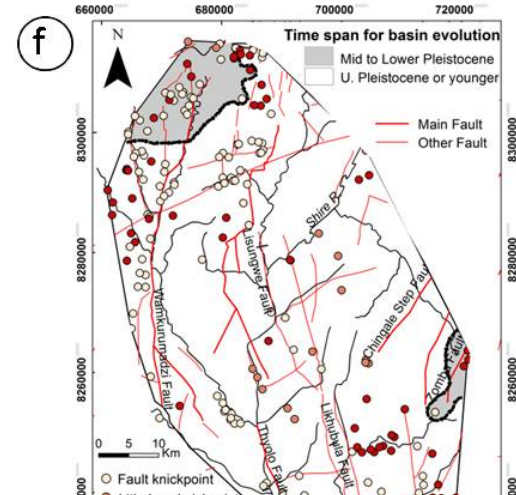 f
660000 680000 700000 720000
N
Time span for basin evolution
Mid to Lower Pleistocene
U. Pleistocene or younger
Main Fault
Other Fault
8300000
8300000
Shire R.
Lisungwe Fault
8280000
8280000
Chingale Step Fault
Wamkurumadzi Fault
Zomba Fault
8260000
8260000
Thyolo Fault
Likhubula Fault
0 5 10
Km
Fault knickpoint